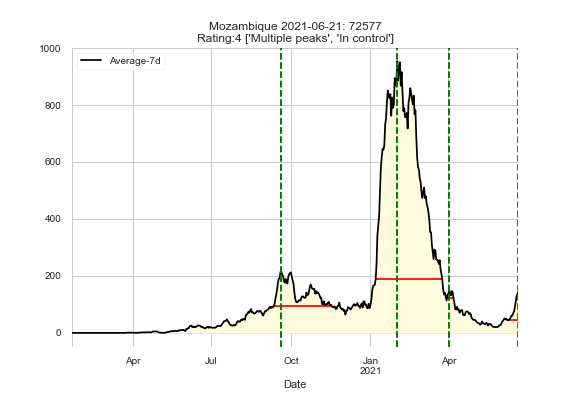 Mozambique 2021-06-21: 72577
Rating:4 ['Multiple peaks', 'In control']
1000
Average-7d
800
600
400
200
0
Apr Jul Oct Jan Apr
2021
Date